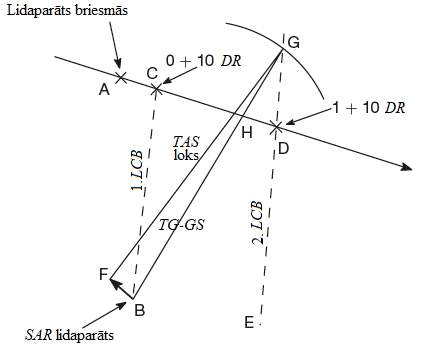 Lidaparāts briesmās
G
0 + 10 DR
C
A
1 + 10 DR
H
D
TAS
loks
1.LCB
2. LCB
TG-GS
F
B
E
SAR lidaparāts